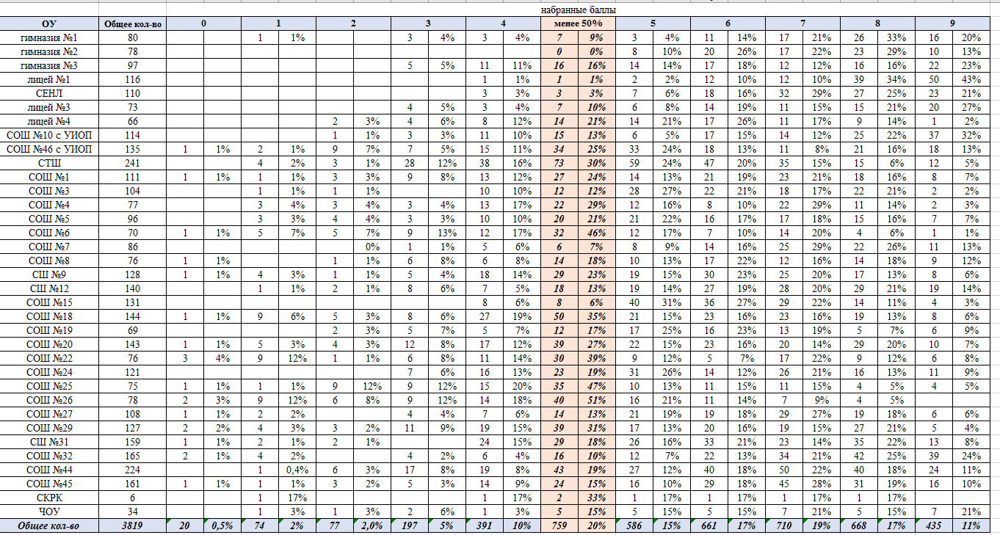 набранные баллы
ОУ Общее кол-во 0 1 2 3 4 менее 50% 5 6 7 8 9
гимназия №1 80 1 1% 3 4% 3 4% 7 9% 3 4% 11 14% 17 21% 26 33% 16 20%
гимназия №2 78 0 0% 8 10% 20 26% 17 22% 23 29% 10 13%
гимназия №3 97 5 5% 11 11% 16 16% 14 14% 17 18% 12 12% 16 16% 22 23%
лицей №1 116 1 1% 1 1% 2 2% 12 10% 12 10% 39 34% 50 43%
СЕНЛ 110 3 3% 3 3% 7 6% 18 16% 32 29% 27 25% 23 21%
лицей №3 73 4 5% 3 4% 7 10% 6 8% 14 19% 11 15% 15 21% 20 27%
лицей №4 66 2 3% 4 6% 8 12% 14 21% 14 21% 17 26% 11 17% 9 14% 1 2%
СОШ №10 с УИОП 114 1 1% 3 3% 11 10% 15 13% 6 5% 17 15% 14 12% 25 22% 37 32%
СОШ №46 с УИОП 135 1 1% 2 1% 9 7% 7 5% 15 11% 34 25% 33 24% 18 13% 11 8% 21 16% 18 13%
СТШ 241 4 2% 3 1% 28 12% 38 16% 73 30% 59 24% 47 20% 35 15% 15 6% 12 5%
СОШ №1 111 1 1% 1 1% 3 3% 9 8% 13 12% 27 24% 14 13% 21 19% 23 21% 18 16% 8 7%
СОШ №3 104 1 1% 1 1% 10 10% 12 12% 28 27% 22 21% 18 17% 22 21% 2 2%
СОШ №4 77 3 4% 3 4% 3 4% 13 17% 22 29% 12 16% 8 10% 22 29% 11 14% 2 3%
СОШ №5 96 3 3% 4 4% 3 3% 10 10% 20 21% 21 22% 16 17% 17 18% 15 16% 7 7%
СОШ №6 70 1 1% 5 7% 5 7% 9 13% 12 17% 32 46% 12 17% 7 10% 14 20% 4 6% 1 1%
СОШ №7 86 0% 1 1% 5 6% 6 7% 8 9% 14 16% 25 29% 22 26% 11 13%
СОШ №8 76 1 1% 1 1% 6 8% 6 8% 14 18% 10 13% 17 22% 12 16% 14 18% 9 12%
СШ №9 128 1 1% 4 3% 1 1% 5 4% 18 14% 29 23% 19 15% 30 23% 25 20% 17 13% 8 6%
СШ №12 140 1 1% 2 1% 8 6% 7 5% 18 13% 19 14% 27 19% 28 20% 29 21% 19 14%
СОШ №15 131 8 6% 8 6% 40 31% 36 27% 29 22% 14 11% 4 3%
СОШ №18 144 1 1% 9 6% 5 3% 8 6% 27 19% 50 35% 21 15% 23 16% 23 16% 19 13% 8 6%
СОШ №19 69 2 3% 5 7% 5 7% 12 17% 17 25% 16 23% 13 19% 5 7% 6 9%
СОШ №20 143 1 1% 5 3% 4 3% 12 8% 17 12% 39 27% 22 15% 23 16% 20 14% 29 20% 10 7%
СОШ №22 76 3 4% 9 12% 1 1% 6 8% 11 14% 30 39% 9 12% 5 7% 17 22% 9 12% 6 8%
СОШ №24 121 7 6% 16 13% 23 19% 31 26% 14 12% 26 21% 16 13% 11 9%
СОШ №25 75 1 1% 1 1% 9 12% 9 12% 15 20% 35 47% 10 13% 11 15% 11 15% 4 5% 4 5%
СОШ №26 78 2 3% 9 12% 6 8% 9 12% 14 18% 40 51% 16 21% 11 14% 7 9% 4 5%
СОШ №27 108 1 1% 2 2% 4 4% 7 6% 14 13% 21 19% 19 18% 29 27% 19 18% 6 6%
СОШ №29 127 2 2% 4 3% 3 2% 11 9% 19 15% 39 31% 17 13% 20 16% 19 15% 27 21% 5 4%
СШ №31 159 1 1% 2 1% 2 1% 24 15% 29 18% 26 16% 33 21% 23 14% 35 22% 13 8%
СОШ №32 165 2 1% 4 2% 4 2% 6 4% 16 10% 12 7% 22 13% 34 21% 42 25% 39 24%
СОШ №44 224 1 0,4% 6 3% 17 8% 19 8% 43 19% 27 12% 40 18% 50 22% 40 18% 24 11%
СОШ №45 161 1 1% 1 1% 3 2% 5 3% 14 9% 24 15% 16 10% 29 18% 45 28% 31 19% 16 10%
СКРК 6 1 17% 1 17% 2 33% 1 17% 1 17% 1 17% 1 17%
ЧОУ 34 1 3% 1 3% 2 6% 1 3% 5 15% 5 15% 5 15% 7 21% 5 15% 7 21%
Общее кол-во 3819 20 0,5% 74 2% 77 2,0% 197 5% 391 10% 759 20% 586 15% 661 17% 710 19% 668 17% 435 11%